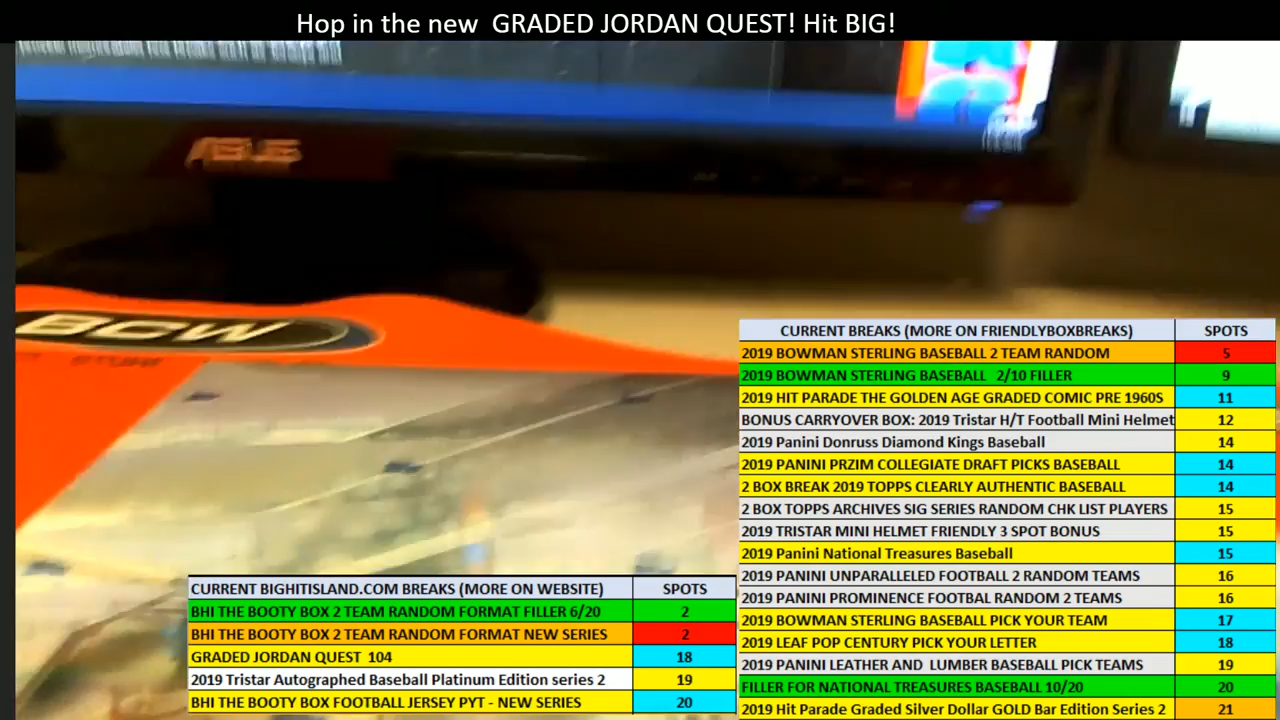 Hop in the new GRADED JORDAN QUEST! Hit BIG!
ASUS
BCW
CURRENT BREAKS (MORE ON FRIENDLYBOXBREAKS) SPOTS
2019 BOWMAN STERLING BASEBALL 2 TEAM RANDOM 5
2019 BOWMAN STERLING BASEBALL 2/10 FILLER 9
2019 HIT PARADE THE GOLDEN AGE GRADED COMIC PRE 1960S 11
BONUS CARRYOVER BOX: 2019 Tristar H/T Football Mini Helmet 12
2019 Panini Donruss Diamond Kings Baseball 14
2019 PANINI PRZIM COLLEGIATE DRAFT PICKS BASEBALL 14
2 BOX BREAK 2019 TOPPS CLEARLY AUTHENTIC BASEBALL 14
2 BOX TOPPS ARCHIVES SIG SERIES RANDOM CHK LIST PLAYERS 15
2019 TRISTAR MINI HELMET FRIENDLY 3 SPOT BONUS 15
2019 Panini National Treasures Baseball 15
2019 PANINI UNPARALLELED FOOTBALL 2 RANDOM TEAMS 16
2019 PANINI PROMINENCE FOOTBAL RANDOM 2 TEAMS 16
2019 BOWMAN STERLING BASEBALL PICK YOUR TEAM 17
2019 LEAF POP CENTURY PICK YOUR LETTER 18
2019 PANINI LEATHER AND LUMBER BASEBALL PICK TEAMS 19
FILLER FOR NATIONAL TREASURES BASEBALL 10/20 20
2019 Hit Parade Graded Silver Dollar GOLD Bar Edition Series 2 21
CURRENT BIGHITISLAND.COM BREAKS (MORE ON WEBSITE) SPOTS
BHI THE BOOTY BOX 2 TEAM RANDOM FORMAT FILLER 6/20 2
BHI THE BOOTY BOX 2 TEAM RANDOM FORMAT NEW SERIES 2
GRADED JORDAN QUEST 104 18
2019 Tristar Autographed Baseball Platinum Edition series 2 19
BHI THE BOOTY BOX FOOTBALL JERSEY PYT - NEW SERIES 20